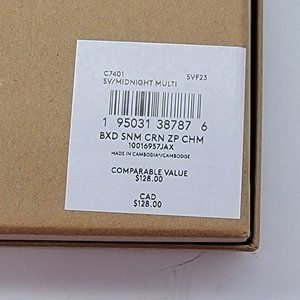 C7401 SVF23
SV/MIDNIGHT MULTI
1 95031 38787 6
BXD SNM CRN ZP CHM
10016957JAX
MADE IN CAMBODIA*/CAMBODGE
COMPARABLE VALUE
$128.00
CAD
$128.00